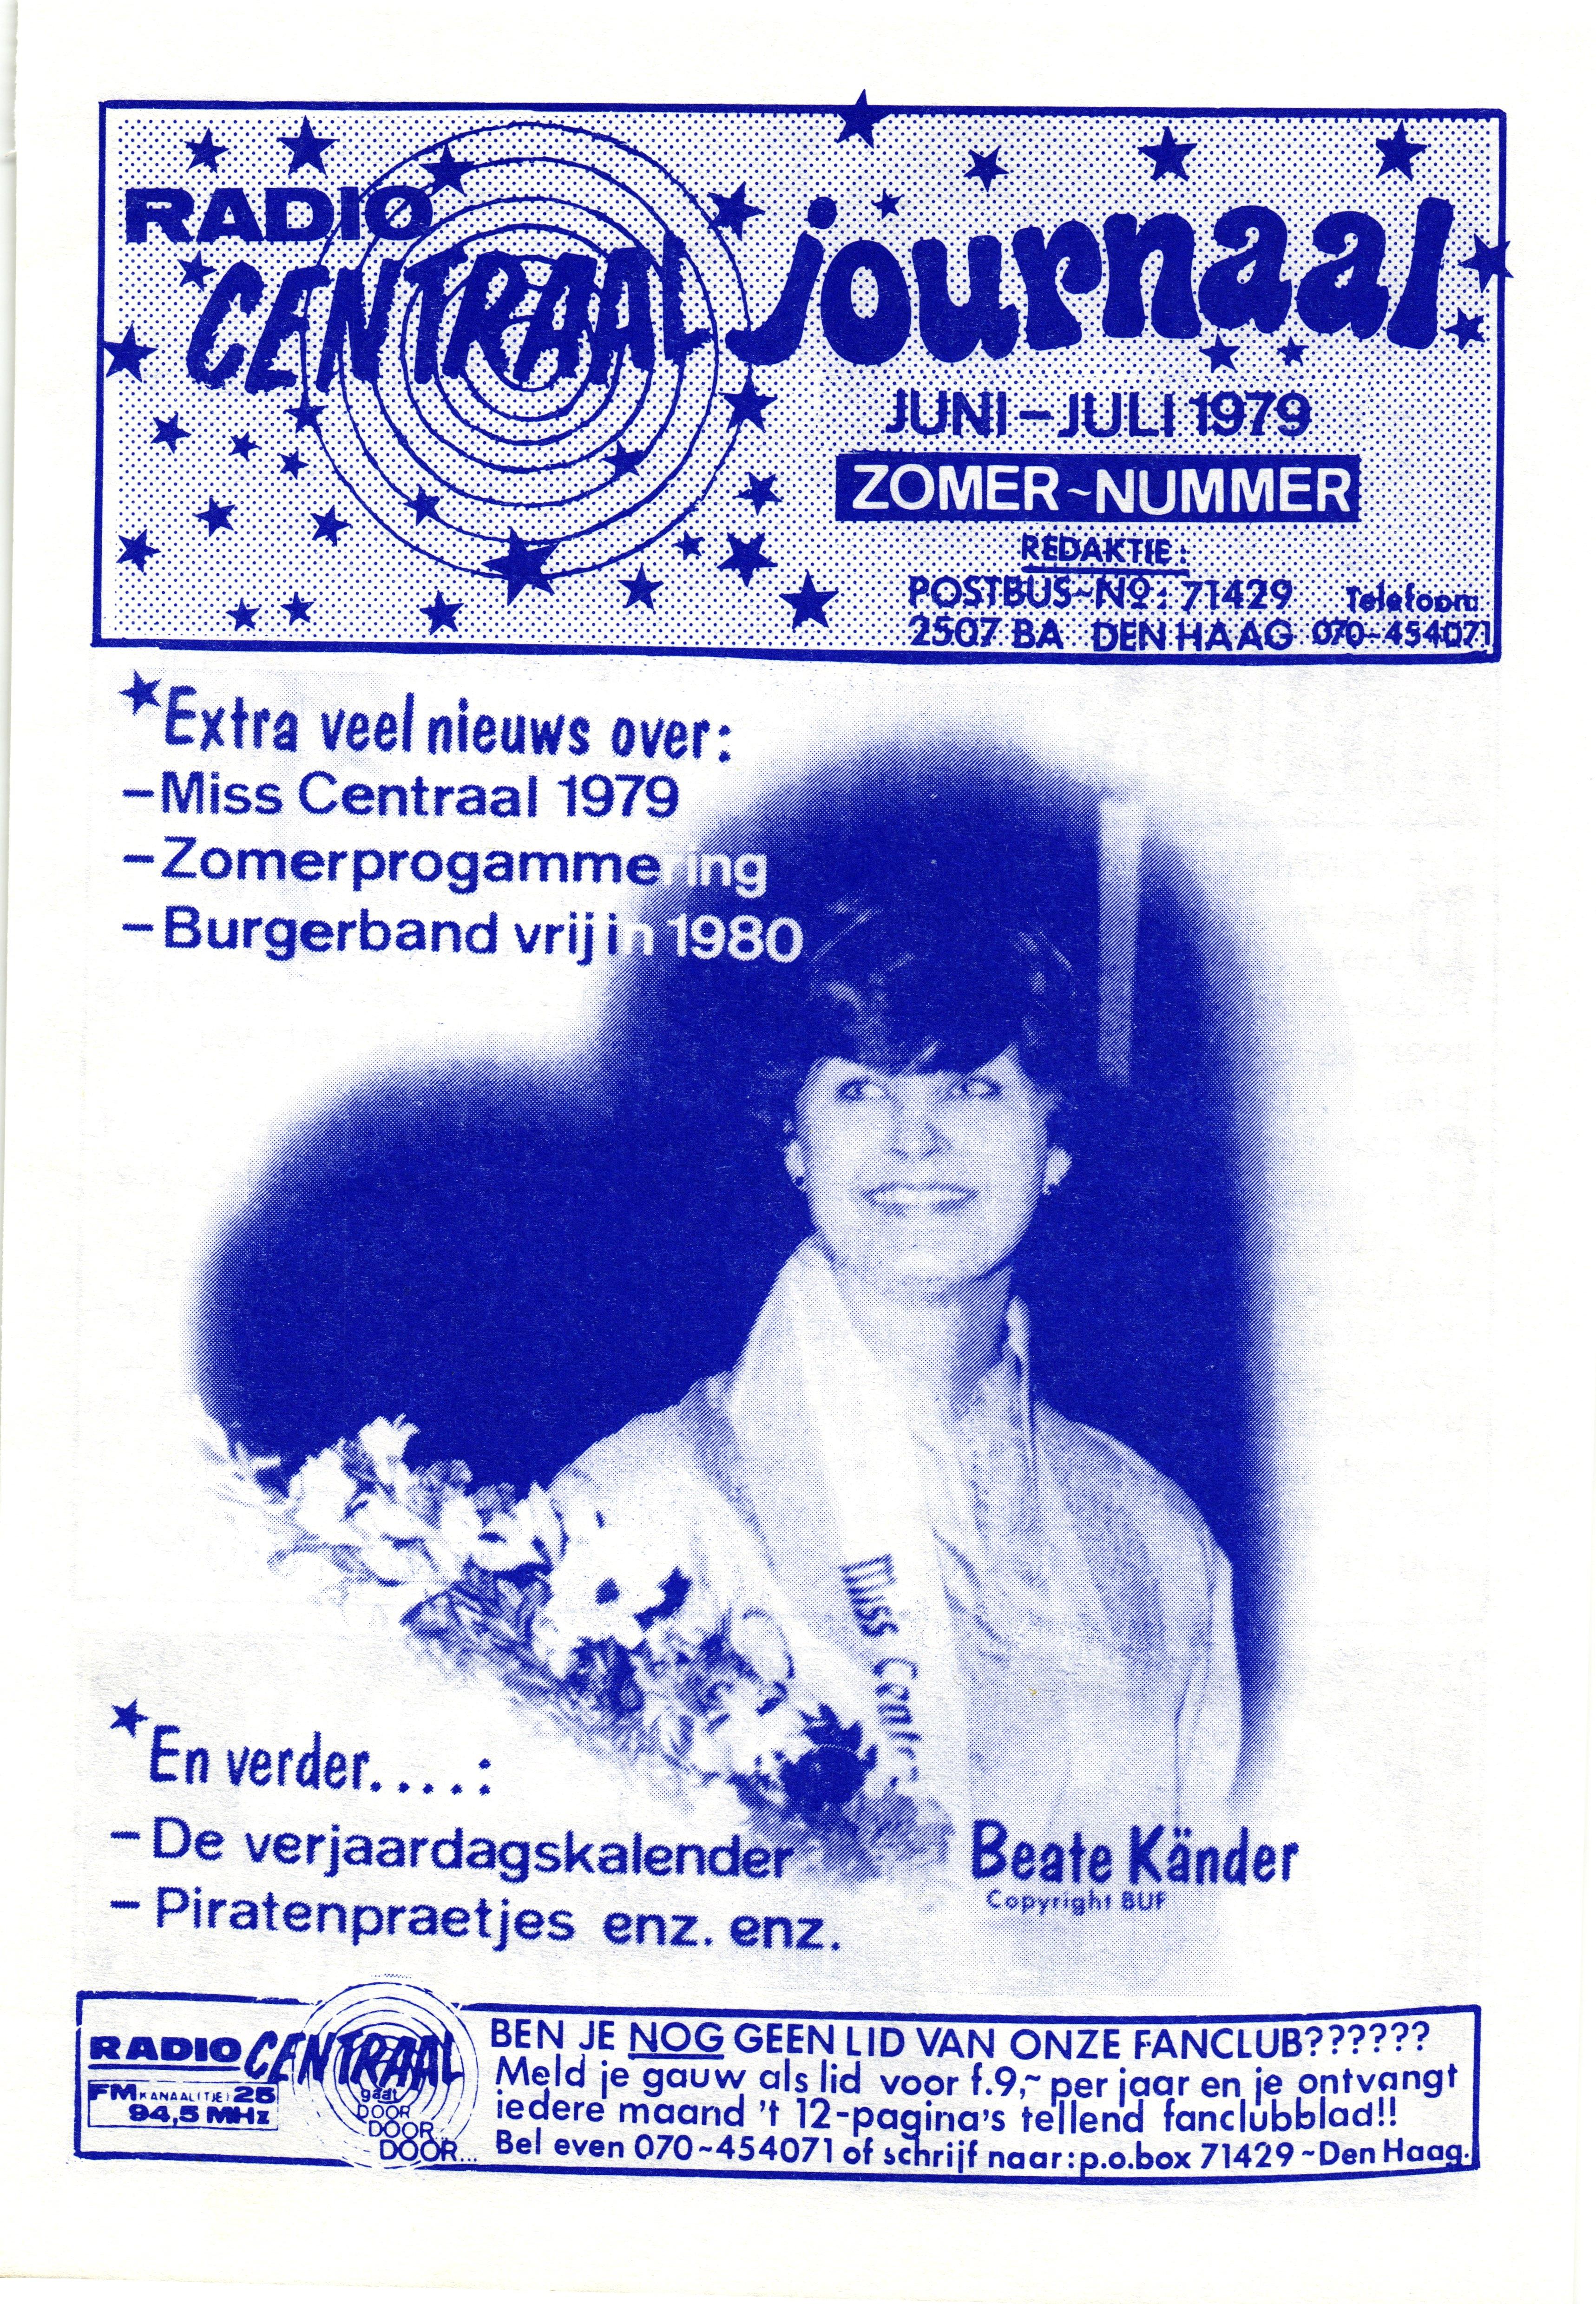 RADIO
CENTRAAL journaal
JUNI-JULI 1979
ZOMER~NUMMER
REDAKTIE:
POSTBUS~Nº: 71429 Telefoon:
2507 BA DEN HAAG 070-454071
*Extra veel nieuws over:
-Miss Centraal 1979
-Zomerprogammering
-Burgerband vrij in 1980
Miss Centr
*En verder....:
- De verjaardagskalender
- Piratenpraetjes enz. enz.
Beate Känder
Copyright BUF
RADIO CENTRAAL
FM KANAAL(TJE) 25
94,5 MHz
gaat
DOOR
DOOR..
DOOR...
BEN JE NOG GEEN LID VAN ONZE FANCLUB??????
Meld je gauw als lid voor f.9,~ per jaar en je ontvangt
iedere maand 't 12-pagina's tellend fanclubblad!!
Bel even 070~454071 of schrijf naar:p.o.box 71429 ~Den Haag.